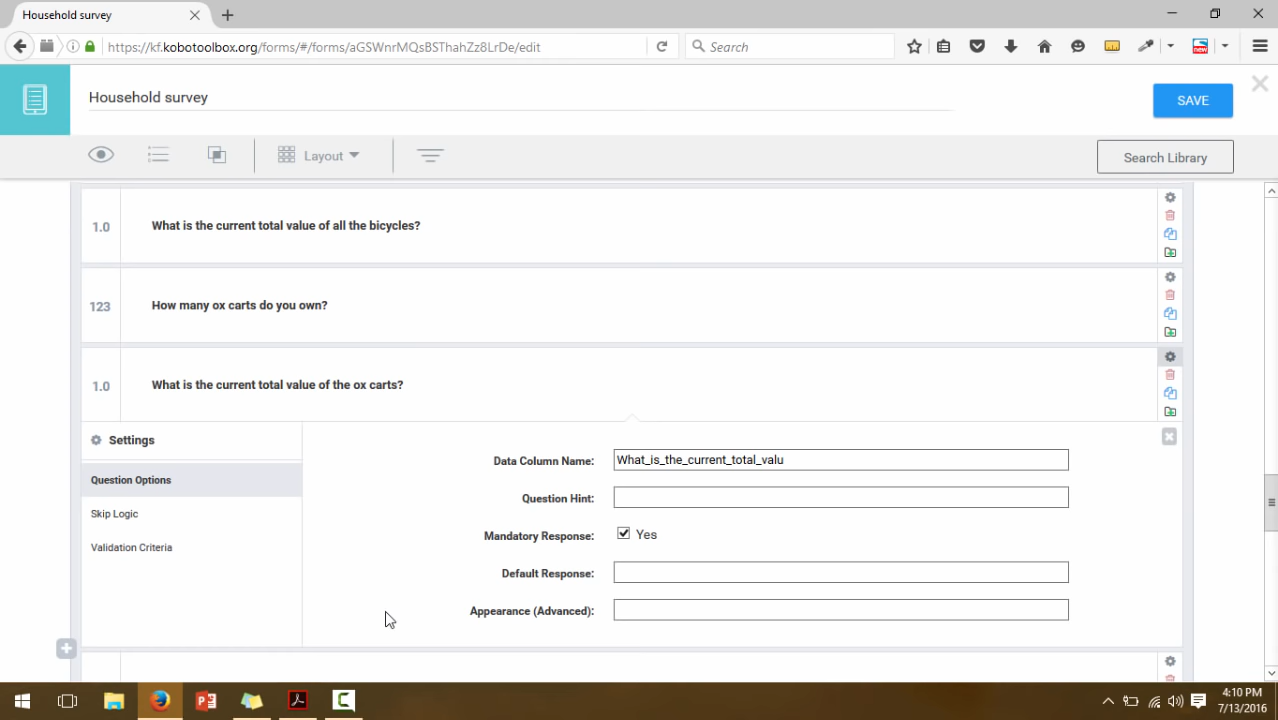 Household survey
https://kf.kobotoolbox.org/forms/#/forms/aGSWnrMQsBSThahZz8LrDe/edit
Search
new
Household survey
SAVE
Layout
Search Library
1.0
What is the current total value of all the bicycles?
123
How many ox carts do you own?
1.0
What is the current total value of the ox carts?
Settings
Question Options
Skip Logic
Validation Criteria
Data Column Name:
What_is_the_current_total_valu
Question Hint:
Mandatory Response:
Yes
Default Response:
Appearance (Advanced):
4:10 PM
7/13/2016